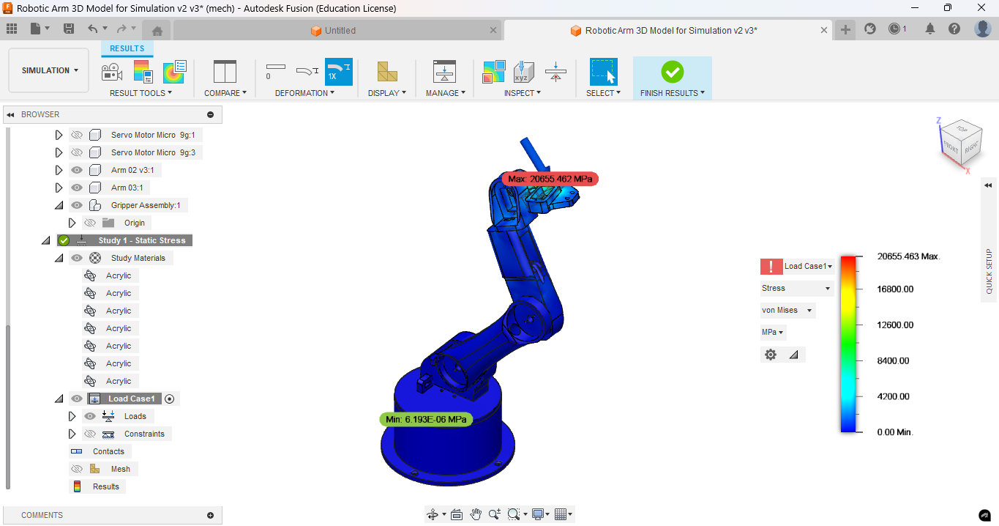 Robotic Arm 3D Model for Simulation v2 v3* (mech) - Autodesk Fusion (Education License)
Untitled
Robotic Arm 3D Model for Simulation v2 v3*
1
RESULTS
SIMULATION
0
1X
xyz
RESULT TOOLS
COMPARE
DEFORMATION
DISPLAY
MANAGE
INSPECT
SELECT
FINISH RESULTS
BROWSER
Servo Motor Micro 9g:1
Servo Motor Micro 9g:3
Arm 02 v3:1
Arm 03:1
Gripper Assembly:1
Origin
Study 1 - Static Stress
Study Materials
Acrylic
Acrylic
Acrylic
Acrylic
Acrylic
Acrylic
Acrylic
Load Case1
Loads
Constraints
Contacts
Mesh
Results
COMMENTS
Max: 20655.462 MPa
Min: 6.193E-06 MPa
Z
TOP
FRONT
RIGHT
X
QUICK SETUP
! Load Case1
Stress
von Mises
MPa
20655.463 Max.
16800.00
12600.00
8400.00
4200.00
0.00 Min.